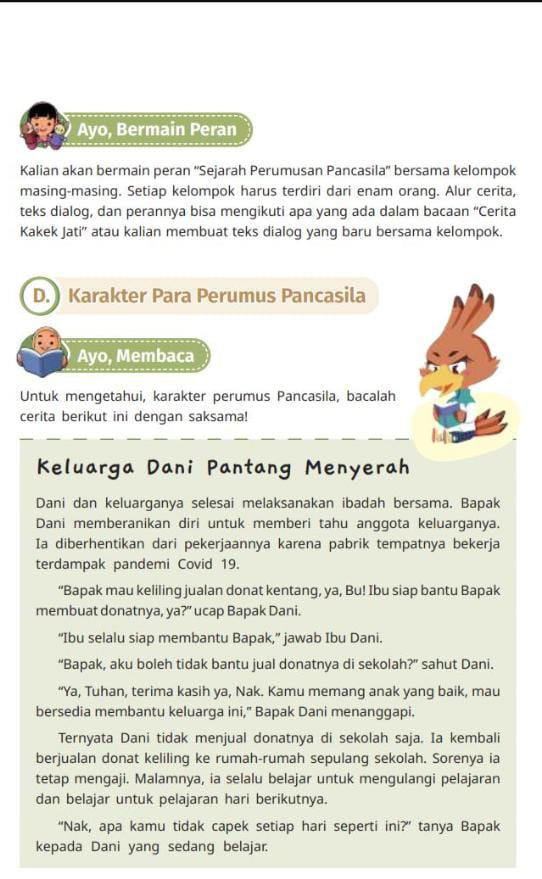 Ayo, Bermain Peran
Kalian akan bermain peran “Sejarah Perumusan Pancasila” bersama kelompok
masing-masing. Setiap kelompok harus terdiri dari enam orang. Alur cerita,
teks dialog, dan perannya bisa mengikuti apa yang ada dalam bacaan “Cerita
Kakek Jati” atau kalian membuat teks dialog yang baru bersama kelompok.
D. Karakter Para Perumus Pancasila
Ayo, Membaca
Untuk mengetahui, karakter perumus Pancasila, bacalah
cerita berikut ini dengan saksama!
Keluarga Dani Pantang Menyerah
Dani dan keluarganya selesai melaksanakan ibadah bersama. Bapak
Dani memberanikan diri untuk memberi tahu anggota keluarganya.
Ia diberhentikan dari pekerjaannya karena pabrik tempatnya bekerja
terdampak pandemi Covid 19.
“Bapak mau keliling jualan donat kentang, ya, Bu! Ibu siap bantu Bapak
membuat donatnya, ya?” ucap Bapak Dani.
“Ibu selalu siap membantu Bapak,” jawab Ibu Dani.
“Bapak, aku boleh tidak bantu jual donatnya di sekolah?” sahut Dani.
“Ya, Tuhan, terima kasih ya, Nak. Kamu memang anak yang baik, mau
bersedia membantu keluarga ini,” Bapak Dani menanggapi.
Ternyata Dani tidak menjual donatnya di sekolah saja. Ia kembali
berjualan donat keliling ke rumah-rumah sepulang sekolah. Sorenya ia
tetap mengaji. Malamnya, ia selalu belajar untuk mengulangi pelajaran
dan belajar untuk pelajaran hari berikutnya.
“Nak, apa kamu tidak capek setiap hari seperti ini?” tanya Bapak
kepada Dani yang sedang belajar.